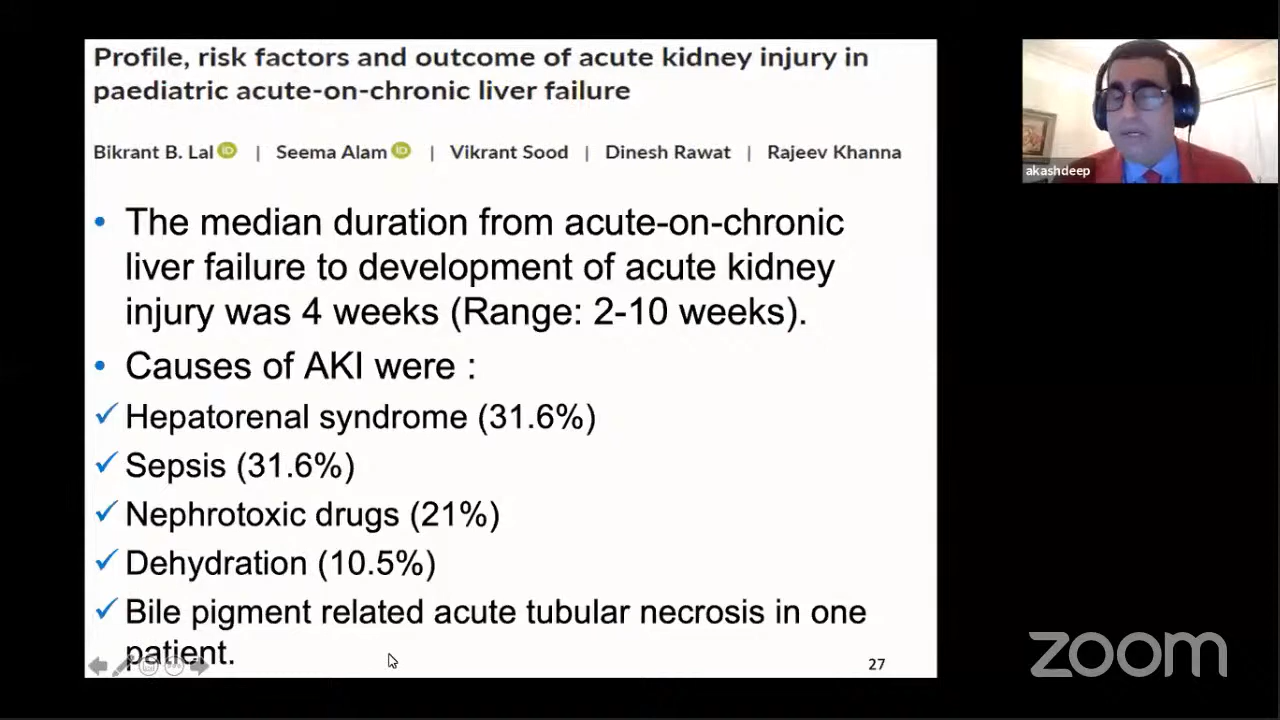 Profile, risk factors and outcome of acute kidney injury in
paediatric acute-on-chronic liver failure
Bikrant B. Lal iD | Seema Alam iD | Vikrant Sood | Dinesh Rawat | Rajeev Khanna
• The median duration from acute-on-chronic
liver failure to development of acute kidney
injury was 4 weeks (Range: 2-10 weeks).
• Causes of AKI were :
✓ Hepatorenal syndrome (31.6%)
✓ Sepsis (31.6%)
✓ Nephrotoxic drugs (21%)
✓ Dehydration (10.5%)
✓ Bile pigment related acute tubular necrosis in one
patient.
27
akashdeep
zoom